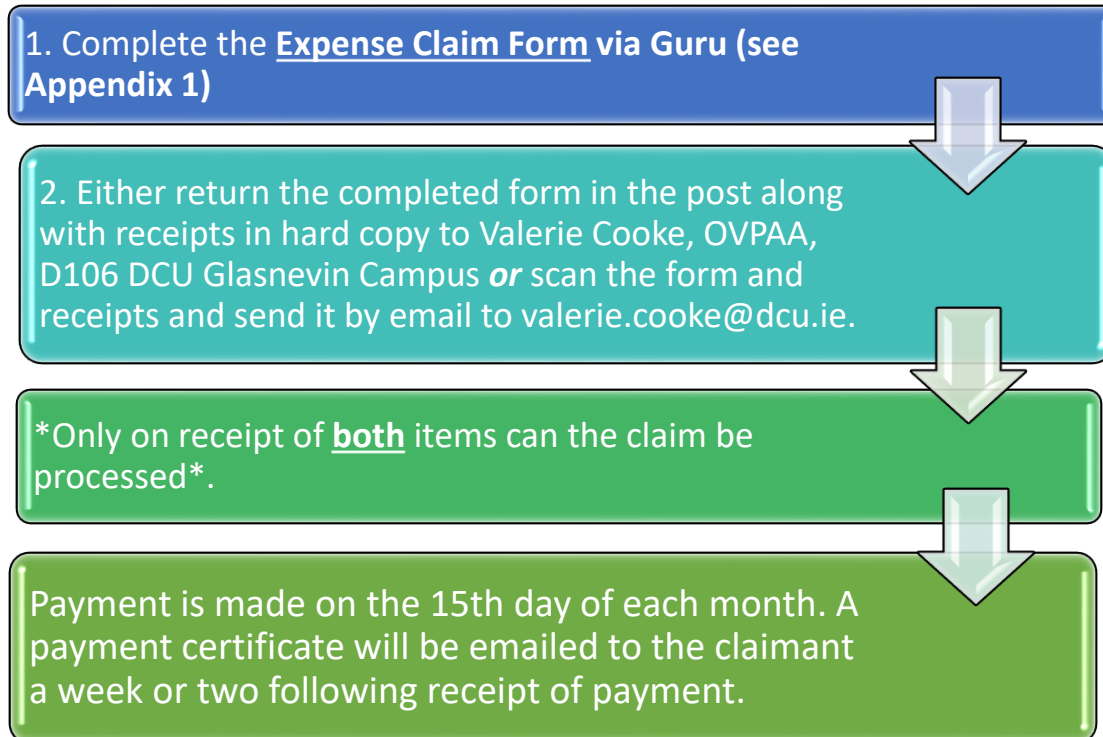 1. Complete the Expense Claim Form via Guru (see
Appendix 1)
2. Either return the completed form in the post along
with receipts in hard copy to Valerie Cooke, OVPAA,
D106 DCU Glasnevin Campus or scan the form and
receipts and send it by email to valerie.cooke@dcu.ie.
*Only on receipt of both items can the claim be
processed*.
Payment is made on the 15th day of each month. A
payment certificate will be emailed to the claimant
a week or two following receipt of payment.